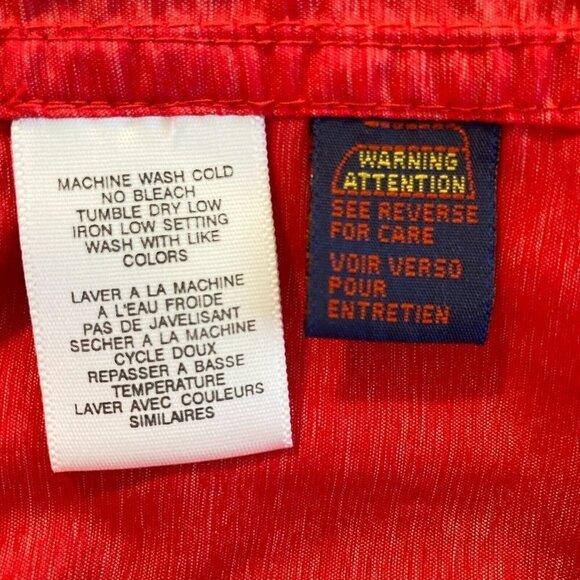 MACHINE WASH COLD
NO BLEACH
TUMBLE DRY LOW
IRON LOW SETTING
WASH WITH LIKE
COLORS
LAVER A LA MACHINE
A L'EAU FROIDE
PAS DE JAVELISANT
SECHER A LA MACHINE
CYCLE DOUX
REPASSER A BASSE
TEMPERATURE
LAVER AVEC COULEURS
SIMILAIRES
WARNING
ATTENTION
SEE REVERSE
FOR CARE
VOIR VERSO
POUR
ENTRETIEN